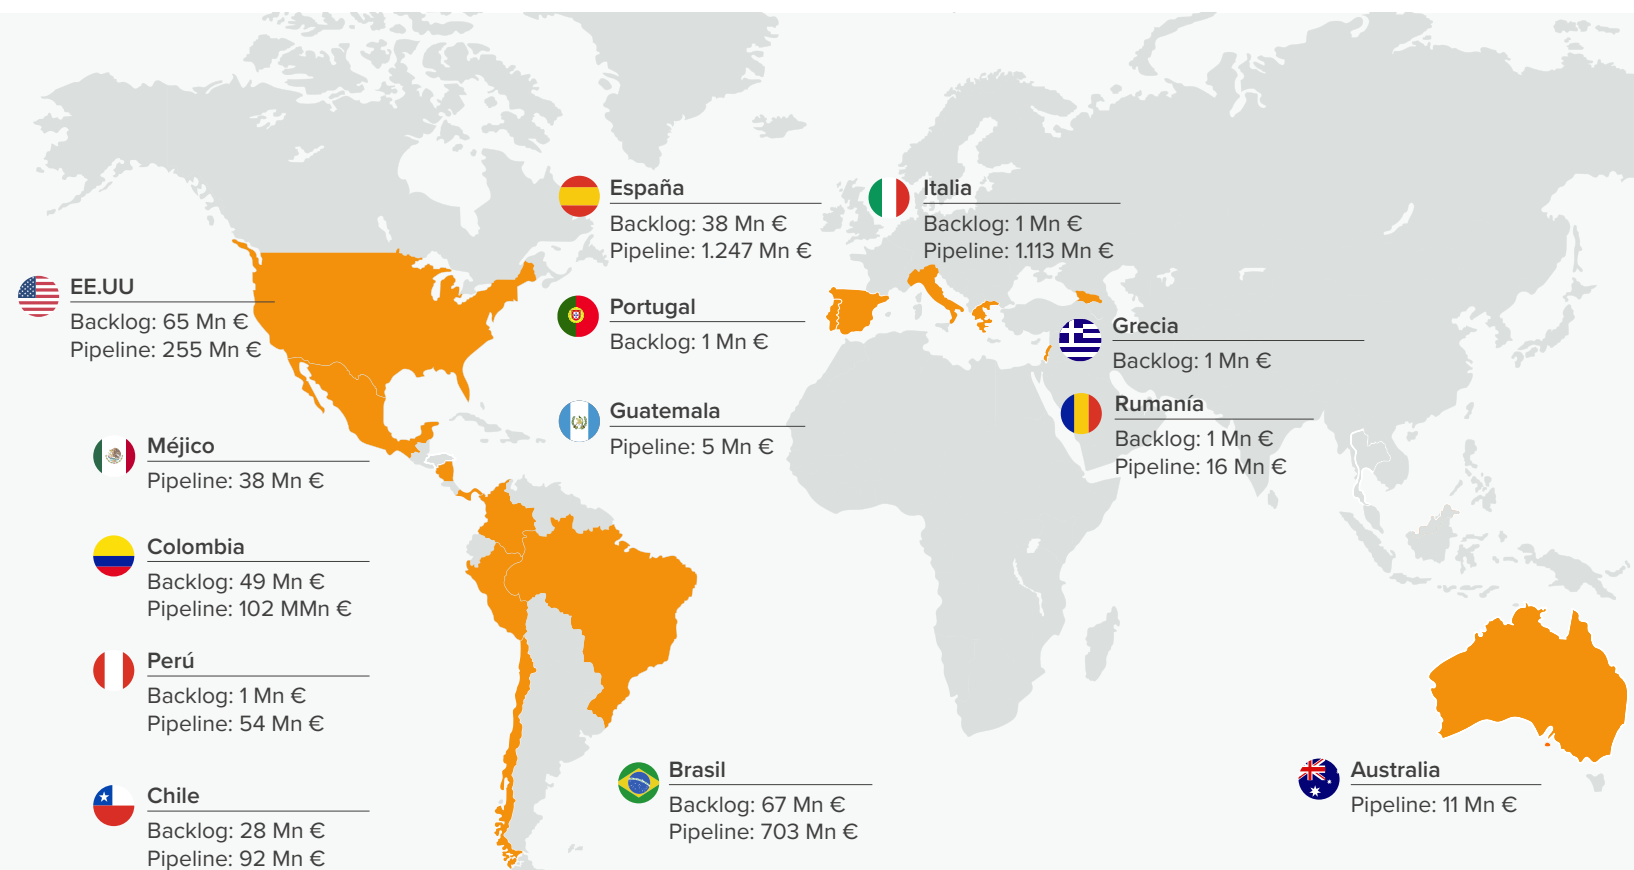 España
Backlog: 38 Mn €
Pipeline: 1.247 Mn €
Italia
Backlog: 1 Mn €
Pipeline: 1.113 Mn €
EE.UU
Backlog: 65 Mn €
Pipeline: 255 Mn €
Portugal
Backlog: 1 Mn €
Grecia
Backlog: 1 Mn €
Guatemala
Pipeline: 5 Mn €
Rumanía
Backlog: 1 Mn €
Pipeline: 16 Mn €
Méjico
Pipeline: 38 Mn €
Colombia
Backlog: 49 Mn €
Pipeline: 102 MMn €
Perú
Backlog: 1 Mn €
Pipeline: 54 Mn €
Chile
Backlog: 28 Mn €
Pipeline: 92 Mn €
Brasil
Backlog: 67 Mn €
Pipeline: 703 Mn €
Australia
Pipeline: 11 Mn €